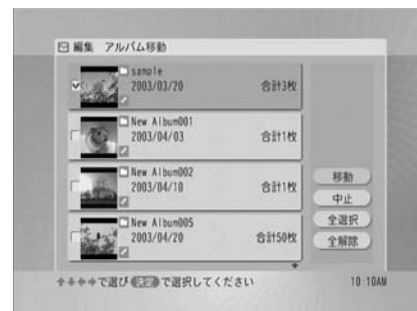 編集 アルバム移動
sample
2003/03/20 合計3枚
New Album001
2003/04/03 合計1枚
New Album002
2003/04/10 合計1枚
New Album005
2003/04/20 合計50枚
移動
中止
全選択
全解除
で選び 決定 で選択してください 10:10AM